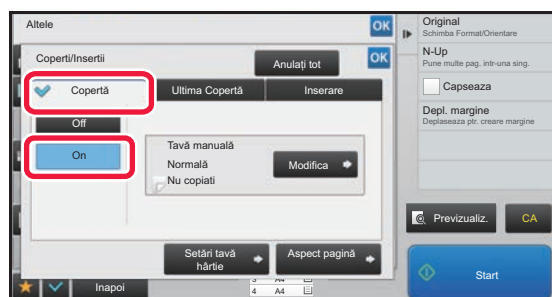 Altele
OK
Coperti/Insertii
Anulați tot
OK
Copertă
Ultima Copertă
Inserare
Off
On
Tavă manuală
Normală
Nu copiati
Modifica
Setări tavă
hârtie
Aspect pagină
Inapoi
3 A4
4 A4
Original
Schimba Format/Orientare
N-Up
Pune multe pag. intr-una sing.
Capseaza
Depl. margine
Deplaseaza ptr. creare margine
Previzualiz.
CA
Start